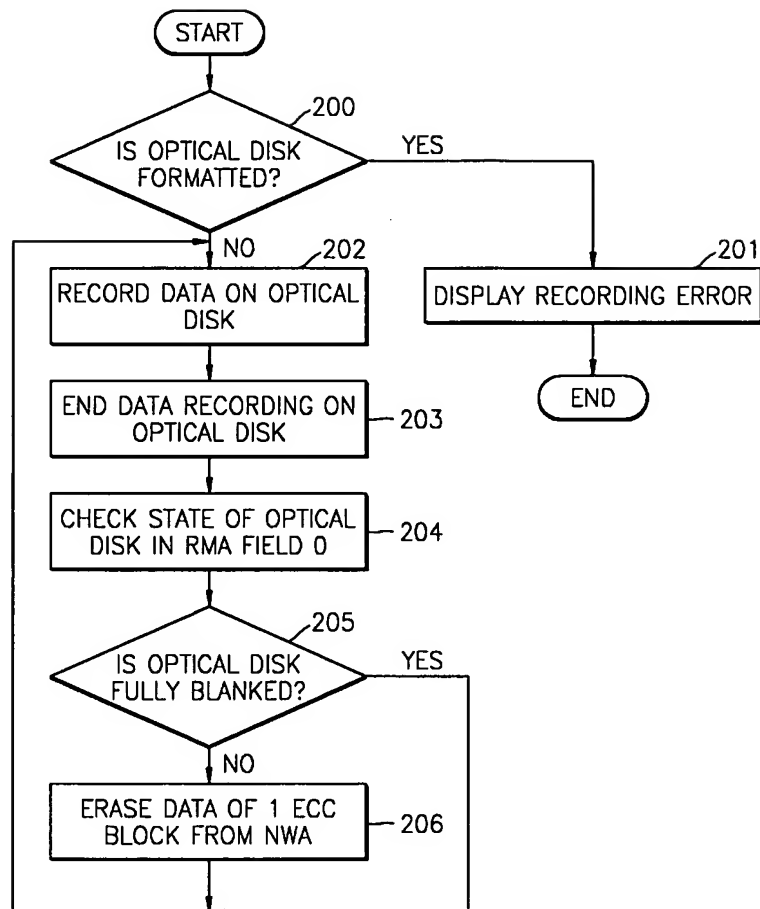 START
200
IS OPTICAL DISK
FORMATTED?
YES
NO
202
RECORD DATA ON OPTICAL
DISK
201
DISPLAY RECORDING ERROR
END
END DATA RECORDING ON
OPTICAL DISK
203
CHECK STATE OF OPTICAL
DISK IN RMA FIELD 0
204
205
IS OPTICAL DISK
FULLY BLANKED?
YES
NO
ERASE DATA OF 1 ECC
BLOCK FROM NWA
206